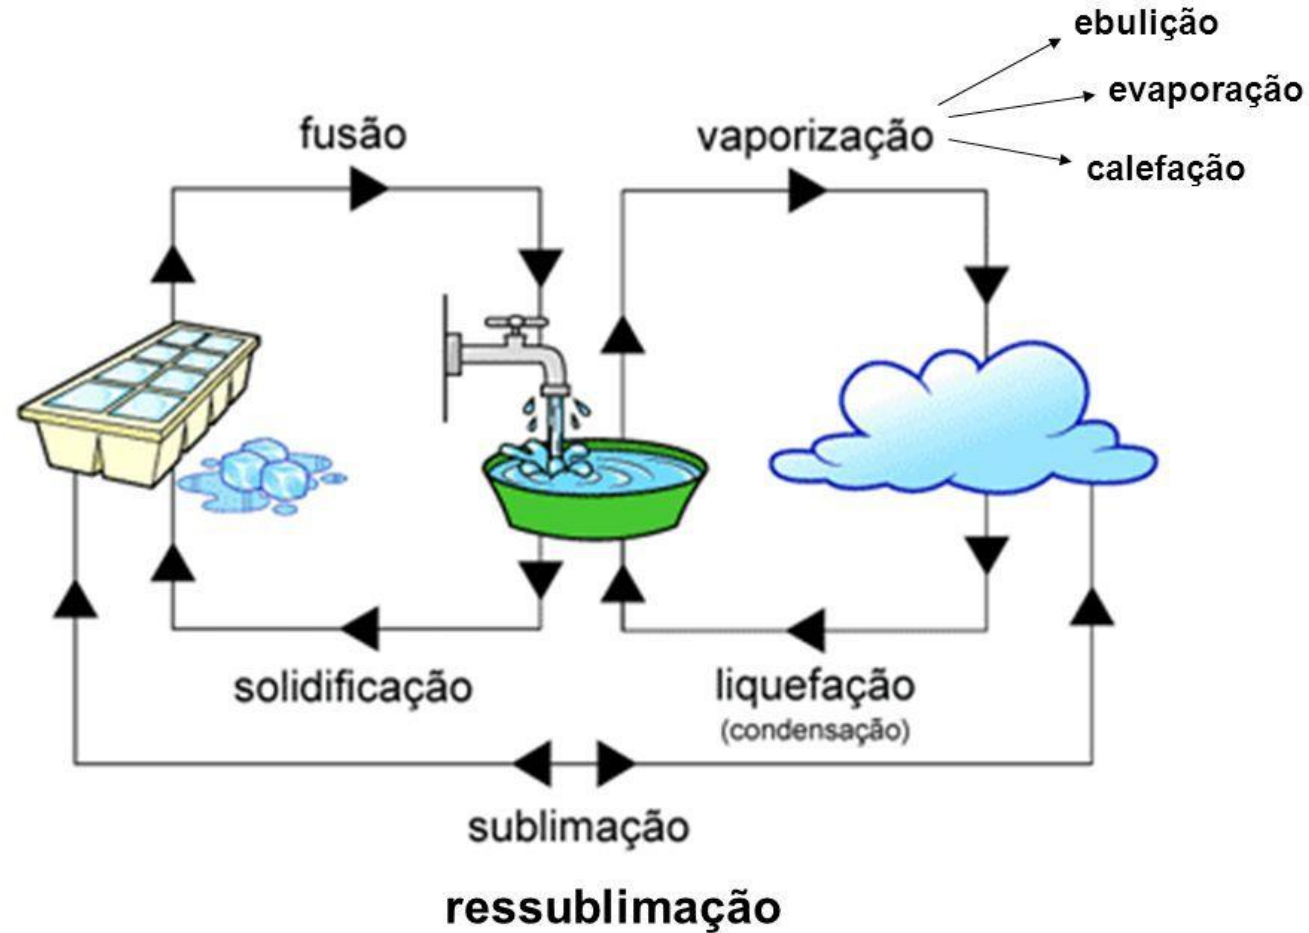 ebulição
evaporação
fusão
vaporização
calefação
solidificação
liquefação
(condensação)
sublimação
ressublimação